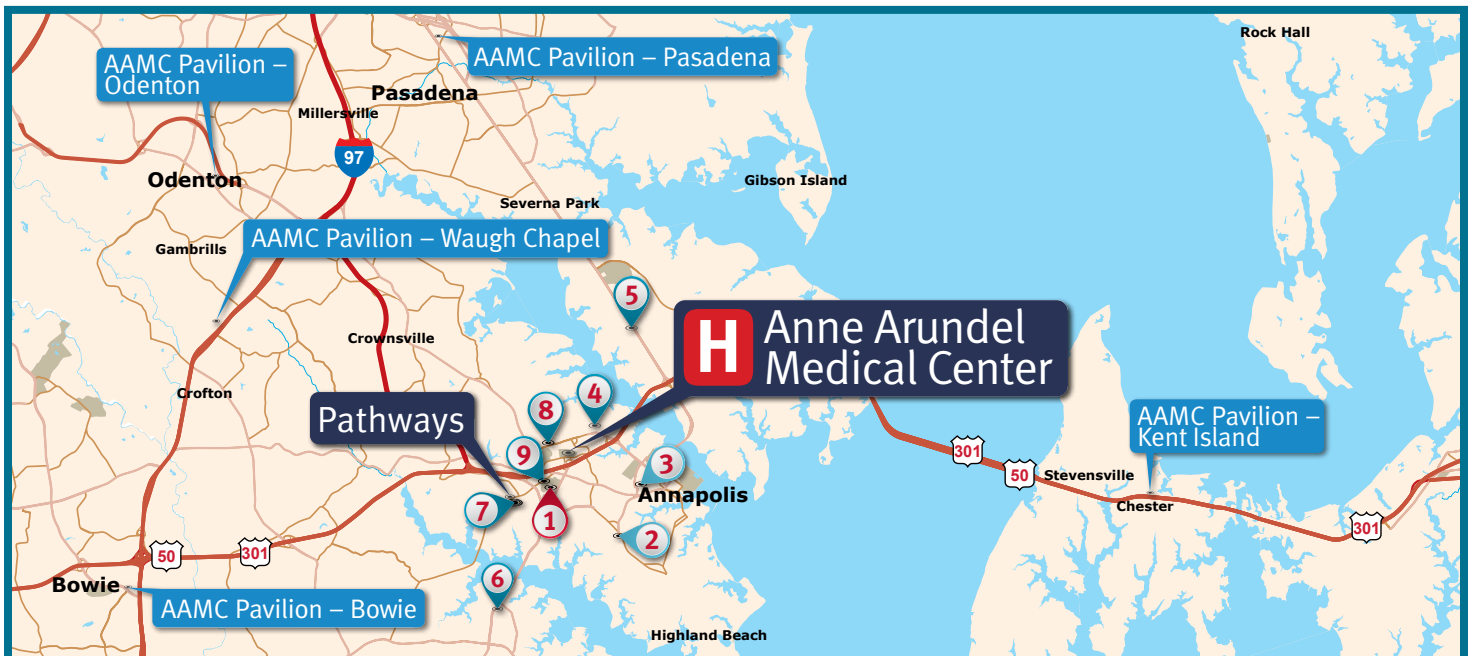 Rock Hall
AAMC Pavilion – Pasadena
AAMC Pavilion –
Odenton
Pasadena
Millersville
97
Odenton
Gibson Island
Severna Park
AAMC Pavilion – Waugh Chapel
Gambrills
5
H
Anne Arundel
Medical Center
Crownsville
Crofton
4
8
Pathways
AAMC Pavilion –
Kent Island
9
3
301
50
Stevensville
Annapolis
Chester
7
1
2
301
50
301
6
Bowie
AAMC Pavilion – Bowie
Highland Beach